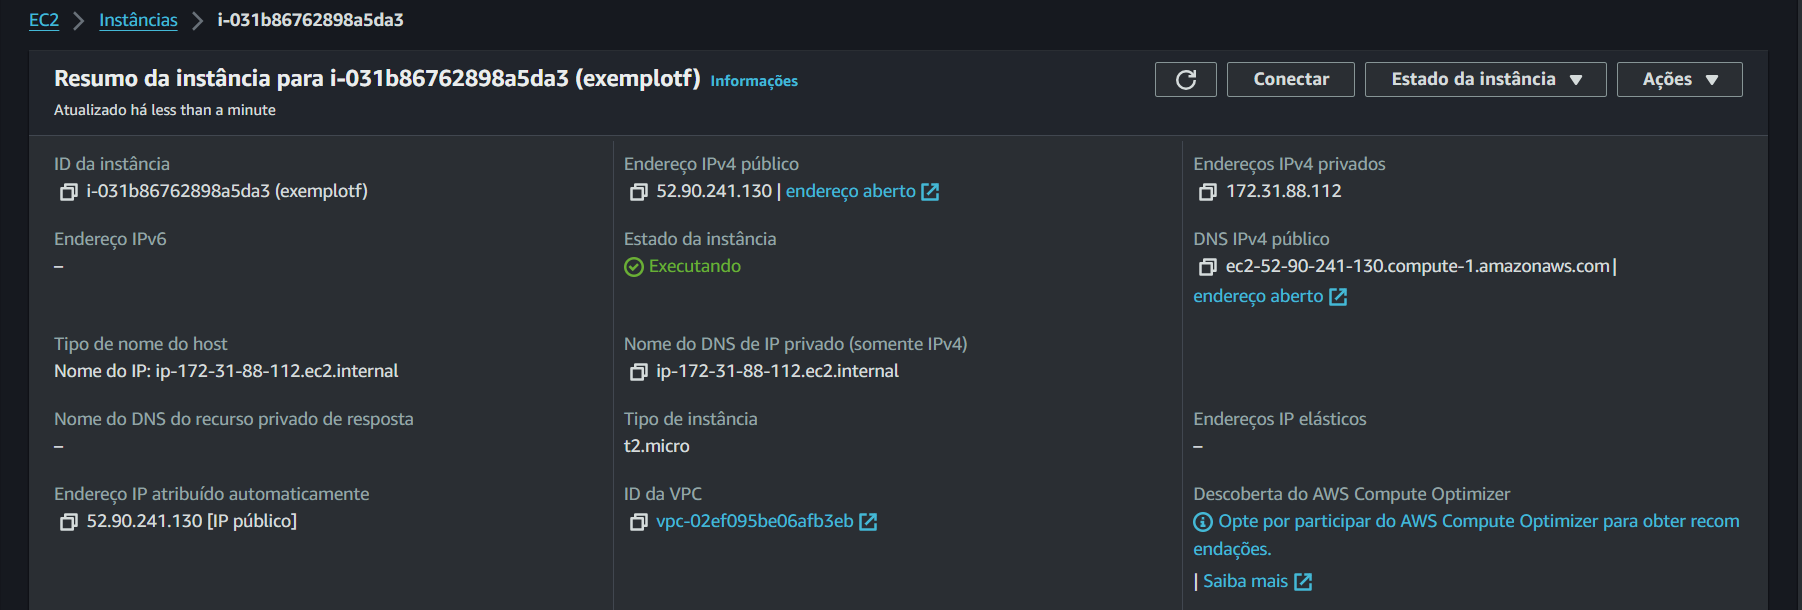 EC2 > Instâncias > i-031b86762898a5da3
Resumo da instância para i-031b86762898a5da3 (exemplotf) Informações
Atualizado há less than a minute
Conectar
Estado da instância ▼
Ações ▼
ID da instância
i-031b86762898a5da3 (exemplotf)
Endereço IPv4 público
52.90.241.130 | endereço aberto
Endereços IPv4 privados
172.31.88.112
Endereço IPv6
–
Estado da instância
Executando
DNS IPv4 público
ec2-52-90-241-130.compute-1.amazonaws.com |
endereço aberto
Tipo de nome do host
Nome do IP: ip-172-31-88-112.ec2.internal
Nome do DNS de IP privado (somente IPv4)
ip-172-31-88-112.ec2.internal
Nome do DNS do recurso privado de resposta
–
Tipo de instância
t2.micro
Endereços IP elásticos
–
Endereço IP atribuído automaticamente
52.90.241.130 [IP público]
ID da VPC
vpc-02ef095be06afb3eb
Descoberta do AWS Compute Optimizer
Opte por participar do AWS Compute Optimizer para obter recom
endações.
| Saiba mais